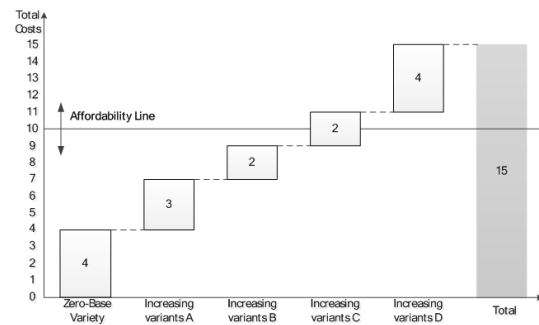 Total
Costs
15
14
13
12
11
10
9
8
7
6
5
4
3
2
1
0
Affordability Line
4
3
2
2
4
15
Zero-Base
Variety
Increasing
variants A
Increasing
variants B
Increasing
variants C
Increasing
variants D
Total